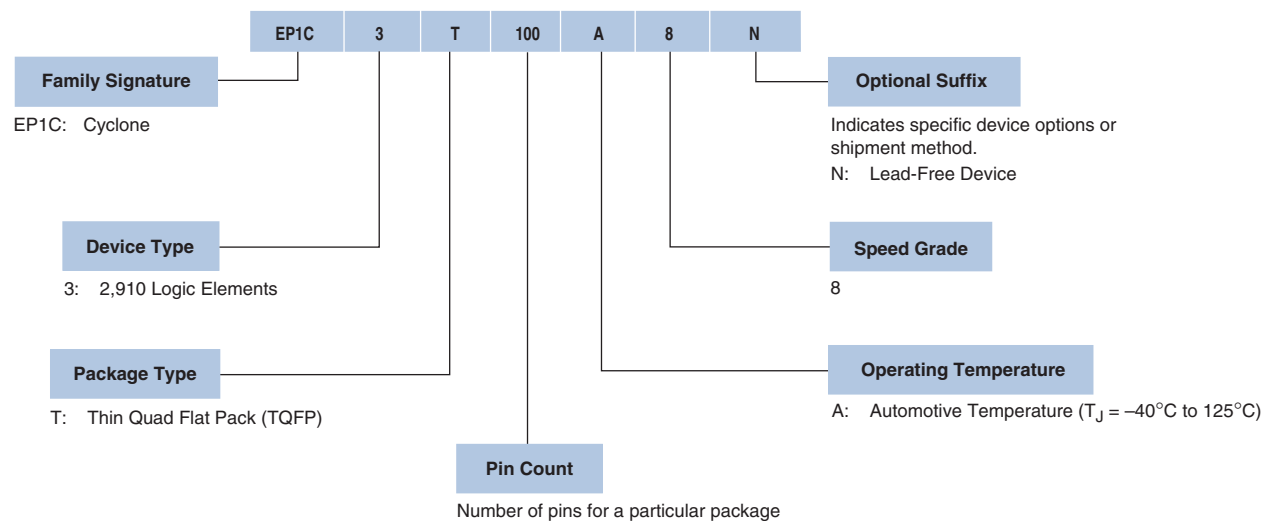 EP1C 3 T 100 A 8 N
Family Signature
EP1C: Cyclone
Optional Suffix
Indicates specific device options or
shipment method.
N: Lead-Free Device
Device Type
3: 2,910 Logic Elements
Speed Grade
8
Package Type
T: Thin Quad Flat Pack (TQFP)
Operating Temperature
A: Automotive Temperature (TJ = –40°C to 125°C)
Pin Count
Number of pins for a particular package